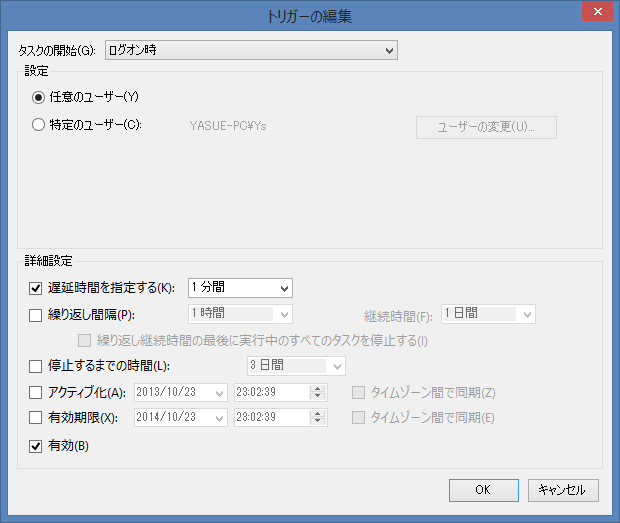 トリガーの編集
タスクの開始(G): ログオン時
設定
任意のユーザー(Y)
特定のユーザー(C): YASUE-PC¥Ys ユーザーの変更(U)...
詳細設定
遅延時間を指定する(K): 1 分間
繰り返し間隔(P): 1 時間 継続時間(F): 1 日間
繰り返し継続時間の最後に実行中のすべてのタスクを停止する(I)
停止するまでの時間(L): 3 日間
アクティブ化(A): 2013/10/23 23:02:39 タイムゾーン間で同期(Z)
有効期限(X): 2014/10/23 23:02:39 タイムゾーン間で同期(E)
有効(B)
OK キャンセル